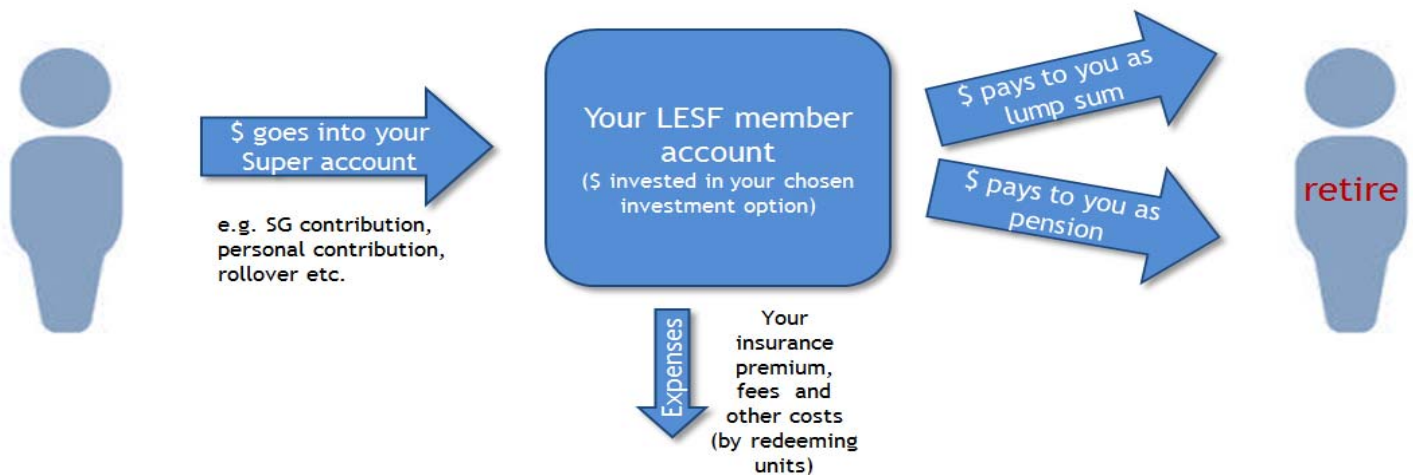 $ goes into your
Super account
e.g. SG contribution,
personal contribution,
rollover etc.
Your LESF member
account
($ invested in your chosen
investment option)
$ pays to you as
lump sum
$ pays to you as
pension
retire
Expenses
Your
insurance
premium,
fees and
other costs
(by redeeming
units)